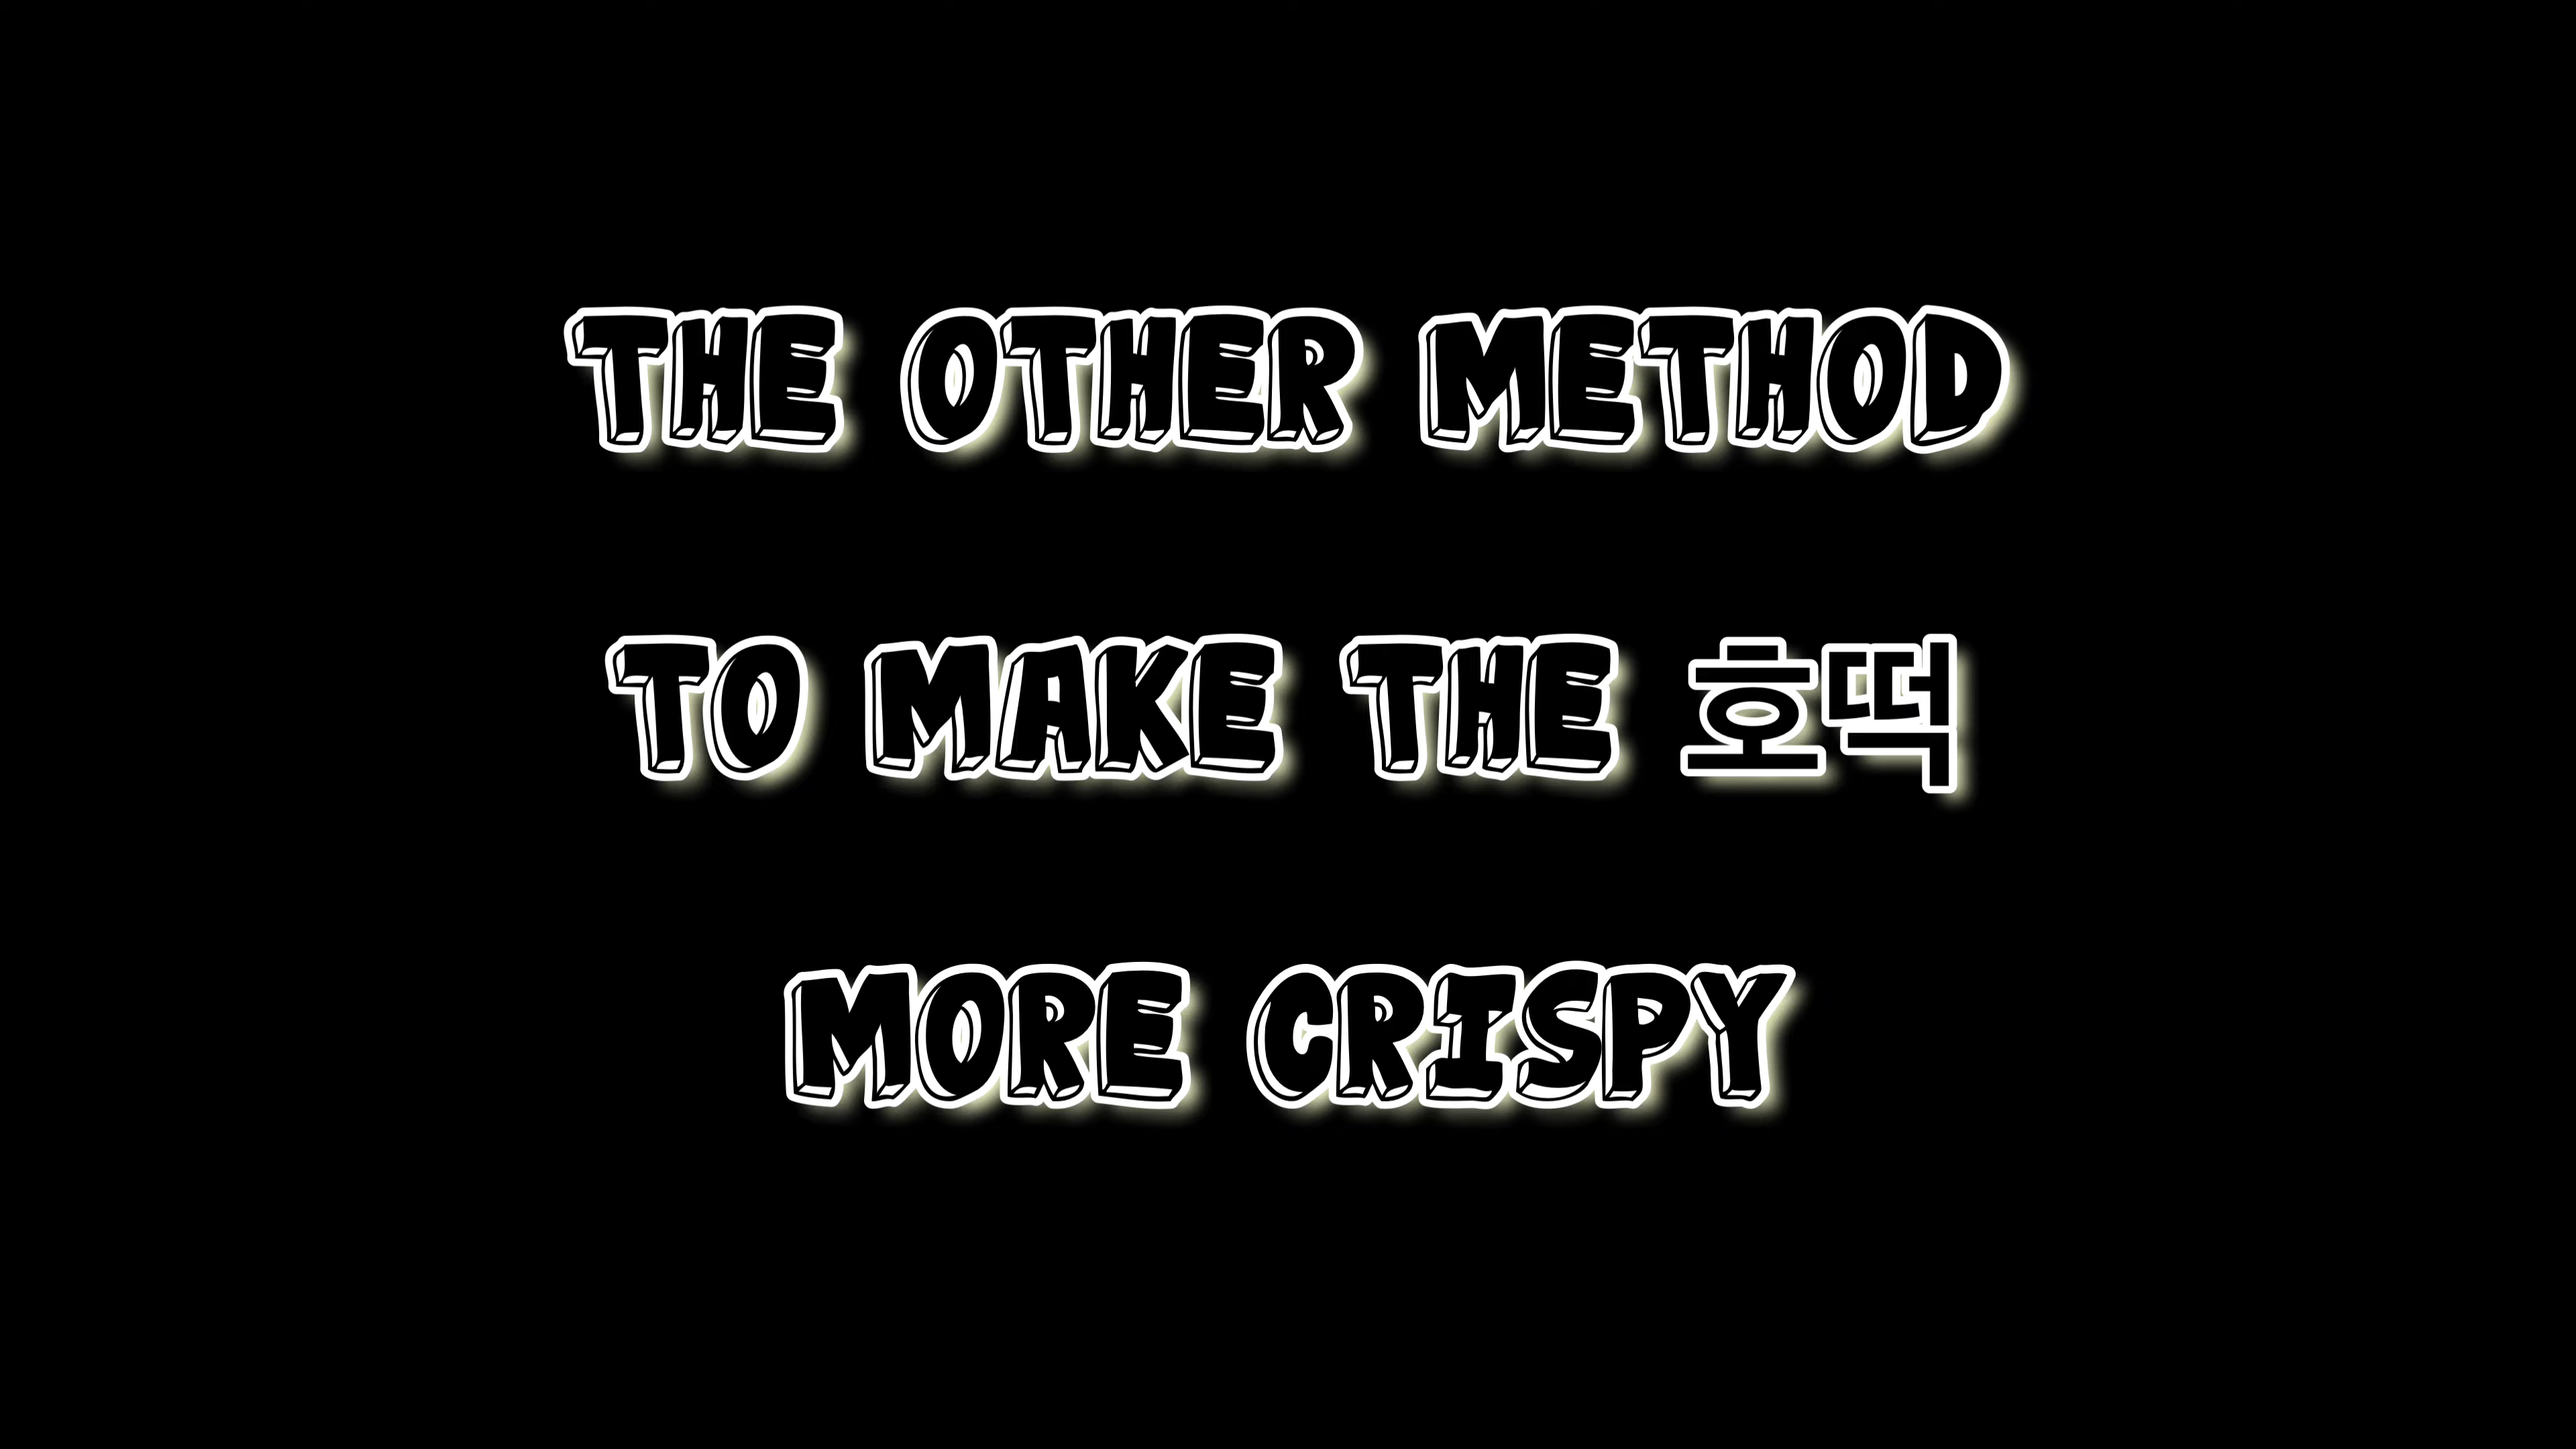 THE OTHER METHOD
TO MAKE THE 호떡
MORE CRISPY